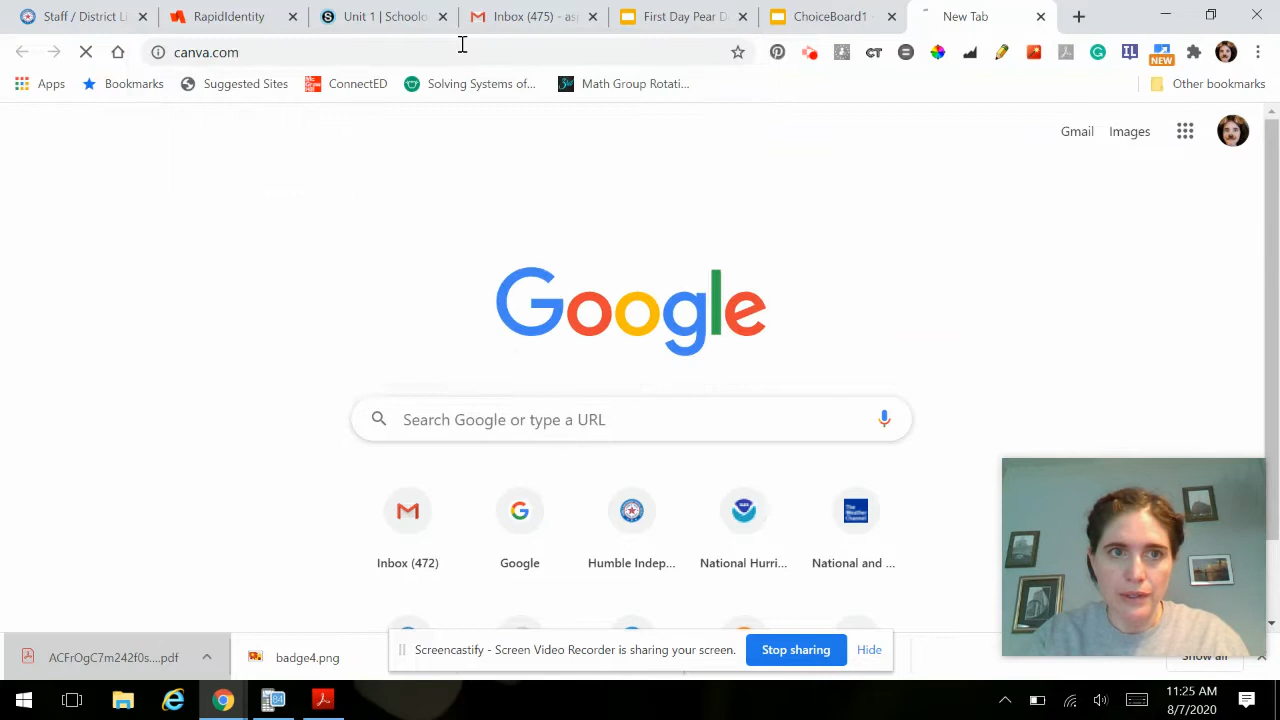 Staff / District Li
RapidIdentity
Unit 1 | Schoolo
Inbox (475) - as
First Day Pear D
ChoiceBoard1 -
New Tab
canva.com
CT
IL
NEW
Apps
Bookmarks
Suggested Sites
ConnectED
Solving Systems of...
Math Group Rotati...
Other bookmarks
Gmail
Images
Google
Search Google or type a URL
Inbox (472)
Google
Humble Indep...
National Hurri...
National and ...
Screencastify - Screen Video Recorder is sharing your screen.
Stop sharing
Hide
badge4.png
Show all
11:25 AM
8/7/2020